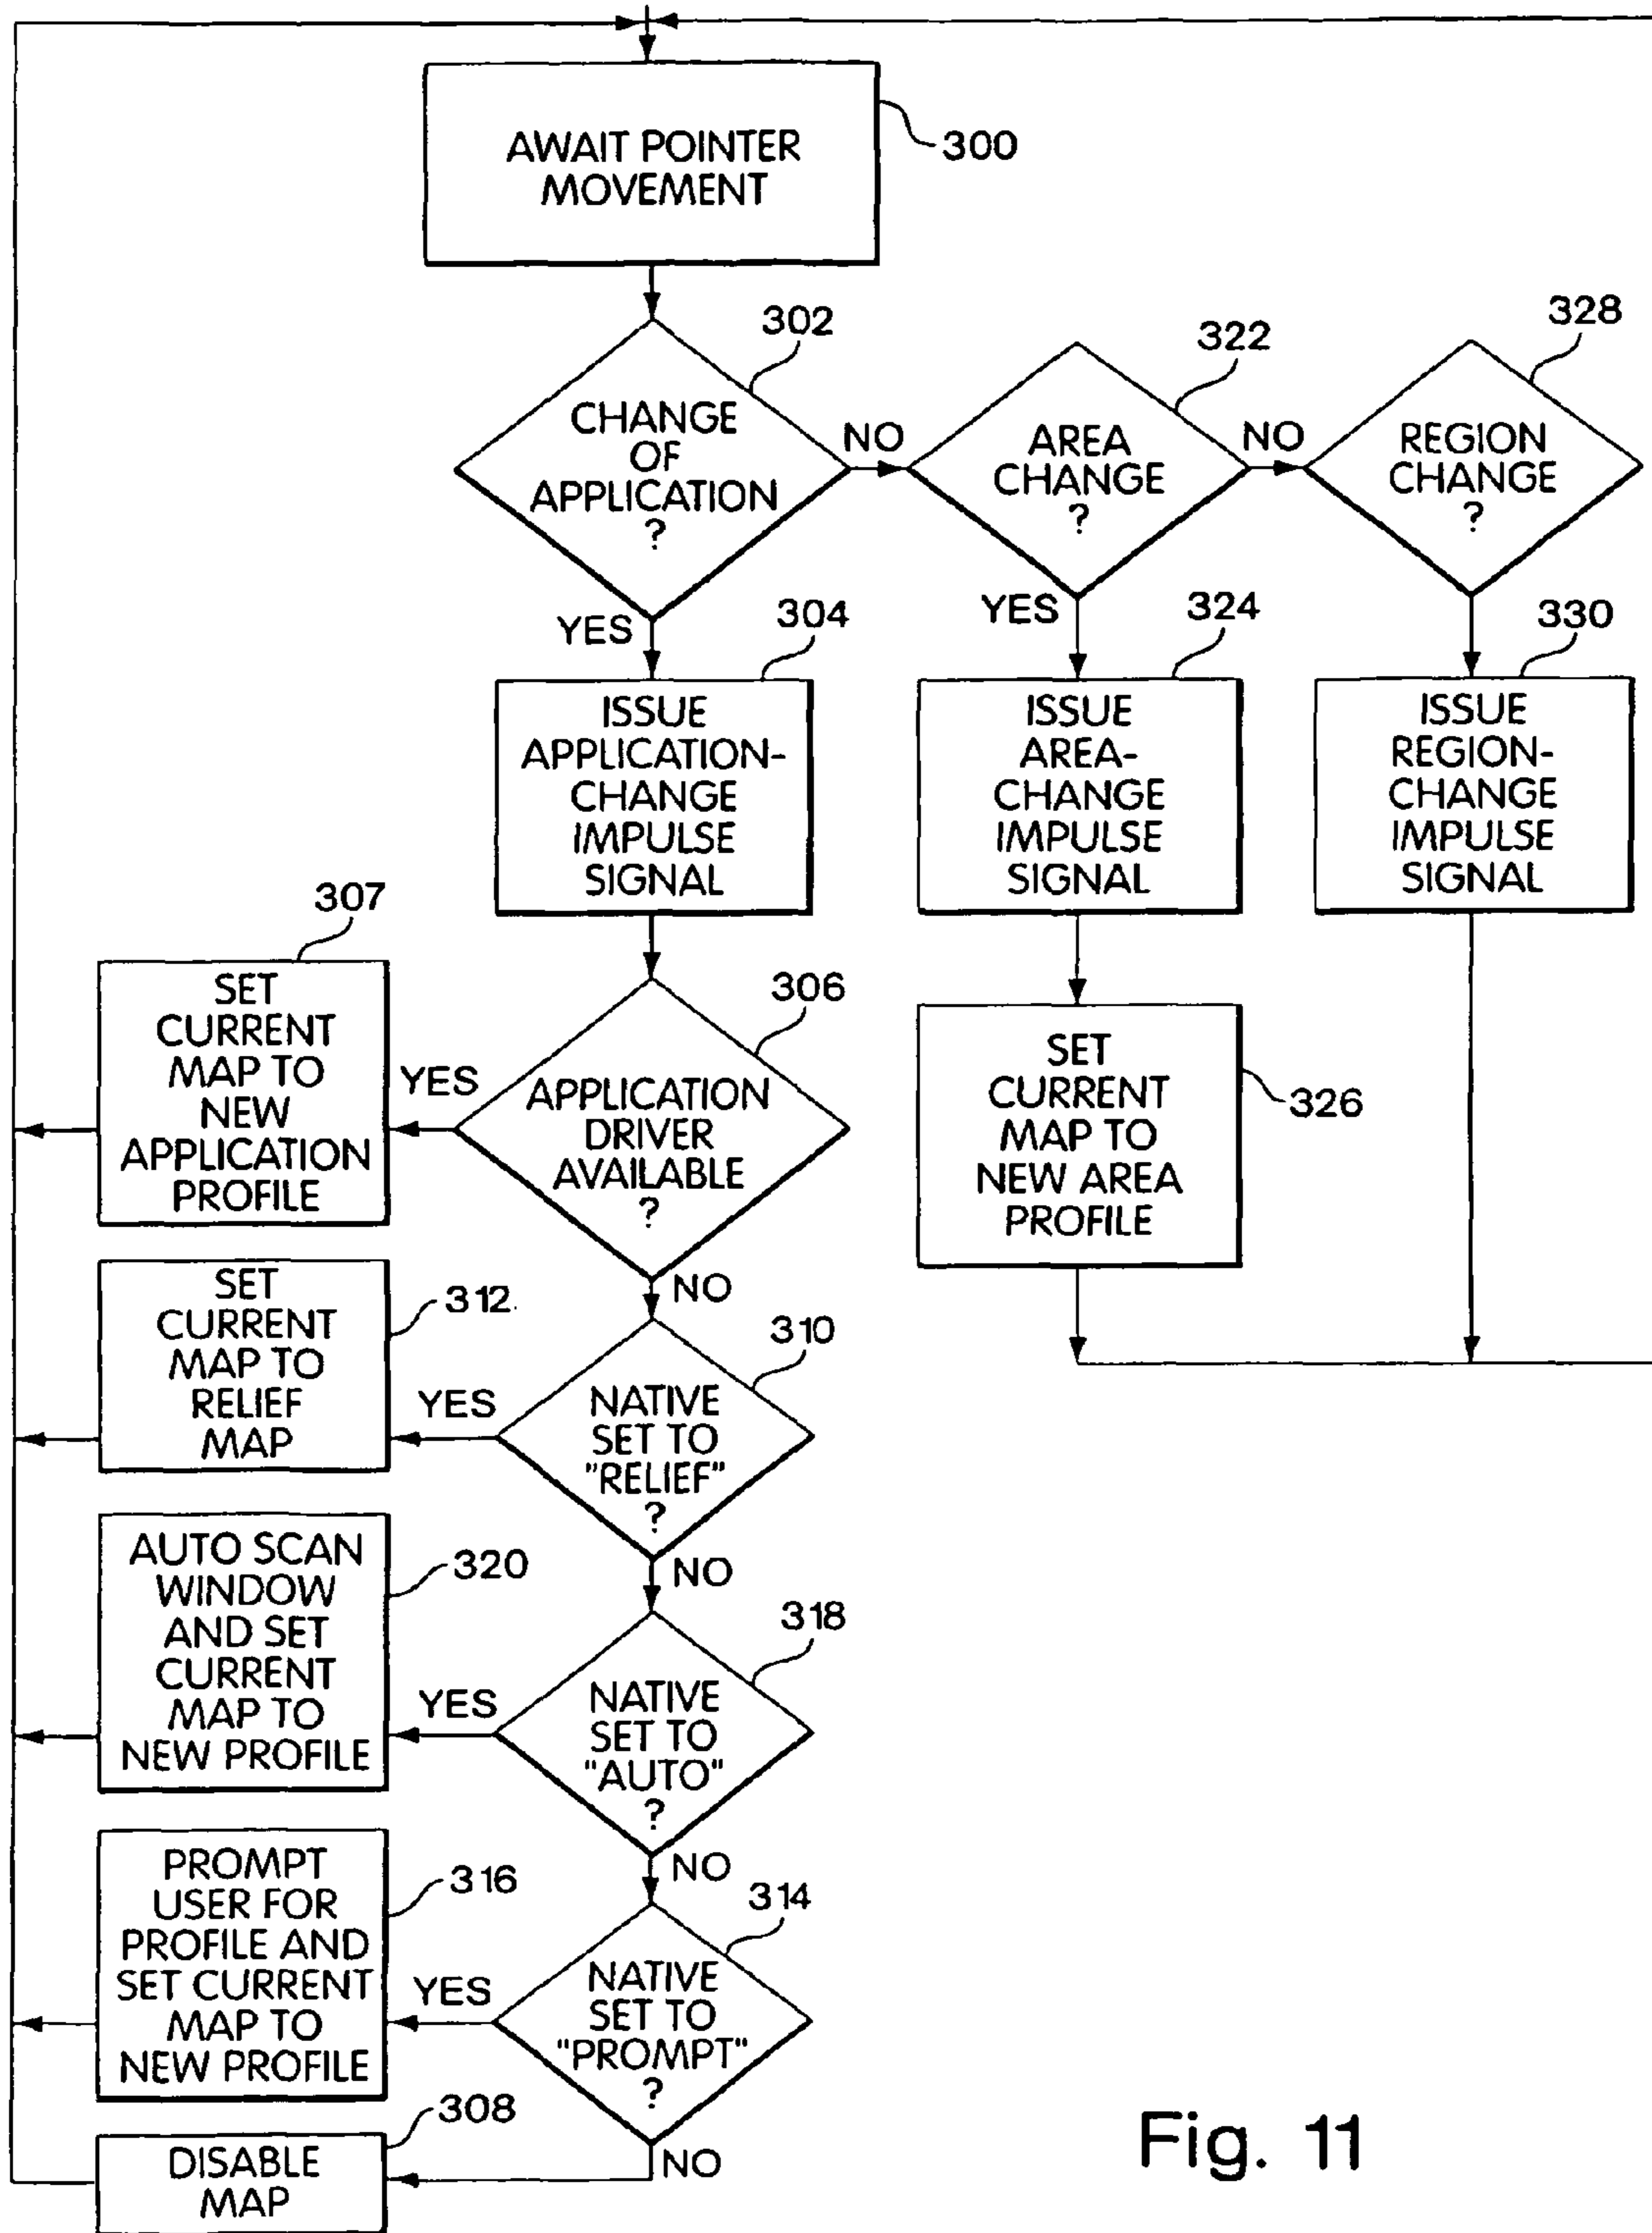 AWAIT POINTER
MOVEMENT
300
302
CHANGE
OF
APPLICATION
?
NO
322
AREA
CHANGE
?
NO
328
REGION
CHANGE
?
YES
304
ISSUE
APPLICATION-
CHANGE
IMPULSE
SIGNAL
YES
324
ISSUE
AREA-
CHANGE
IMPULSE
SIGNAL
330
ISSUE
REGION-
CHANGE
IMPULSE
SIGNAL
307
SET
CURRENT
MAP TO
NEW
APPLICATION
PROFILE
YES
306
APPLICATION
DRIVER
AVAILABLE
?
NO
SET
CURRENT
MAP TO
NEW AREA
PROFILE
326
SET
CURRENT
MAP TO
RELIEF
MAP
312
YES
310
NATIVE
SET TO
"RELIEF"
?
NO
AUTO SCAN
WINDOW
AND SET
CURRENT
MAP TO
NEW PROFILE
320
YES
318
NATIVE
SET TO
"AUTO"
?
NO
PROMPT
USER FOR
PROFILE AND
SET CURRENT
MAP TO
NEW PROFILE
316
YES
314
NATIVE
SET TO
"PROMPT"
?
NO
308
DISABLE
MAP
Fig. 11